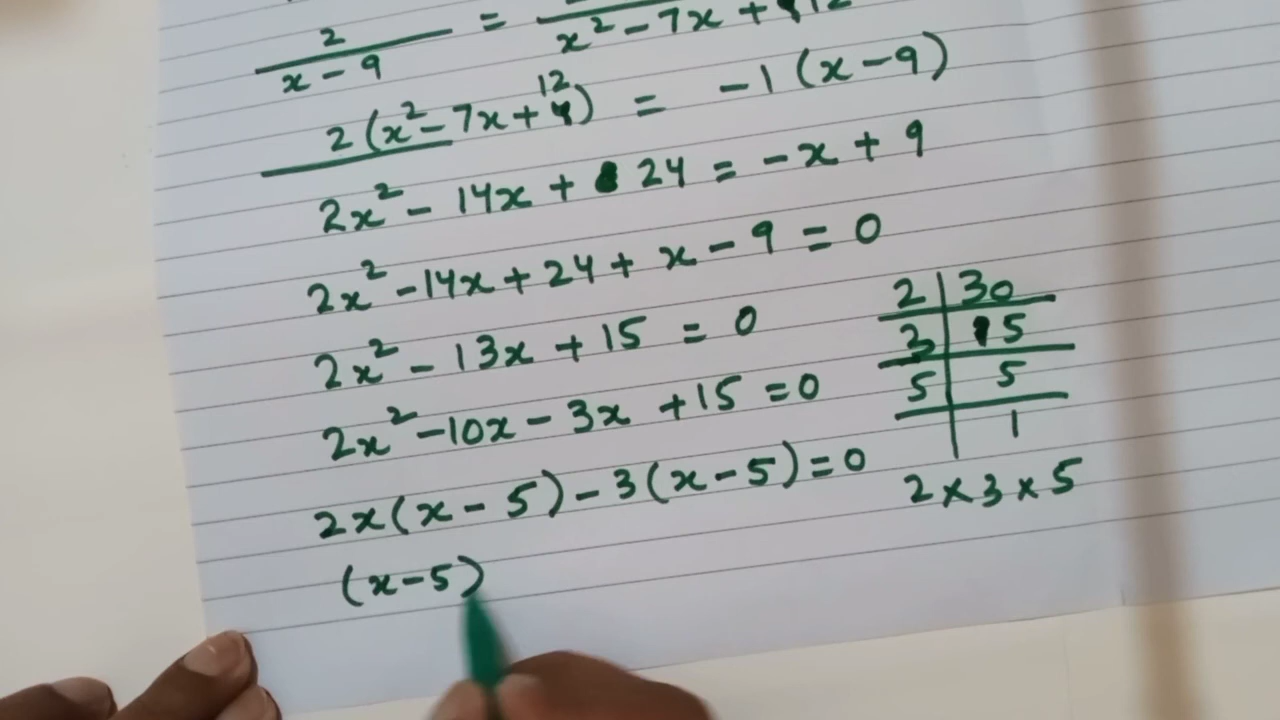 2/(x - 9) = /(x² - 7x + 12)
2(x² - 7x + 12) = -1(x - 9)
2x² - 14x + 24 = -x + 9
2x² - 14x + 24 + x - 9 = 0
2x² - 13x + 15 = 0
2x² - 10x - 3x + 15 = 0
2x(x - 5) - 3(x - 5) = 0
(x - 5)
2 | 30
3 | 15
5 | 5
| 1
2 × 3 × 5